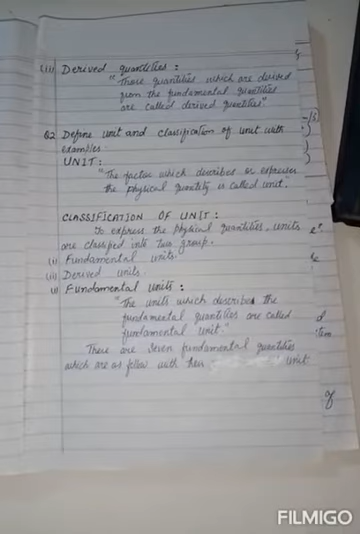 (ii) Derived quantities :
"Those quantities which are derived
from the fundamental quantities
are called derived quantities"
Q2 Define unit and classification of unit with
examples.
UNIT :
"The factor which describes or expresses
the physical quantity is called unit."
CLASSIFICATION OF UNIT :
To express the physical quantities, units
are classified into two group.
(i) Fundamental units.
(ii) Derived units.
(i) Fundamental units :
"The units which describes the
fundamental quantities are called
fundamental unit."
There are seven fundamental quantities
which are as follow with their unit
FILMIGO